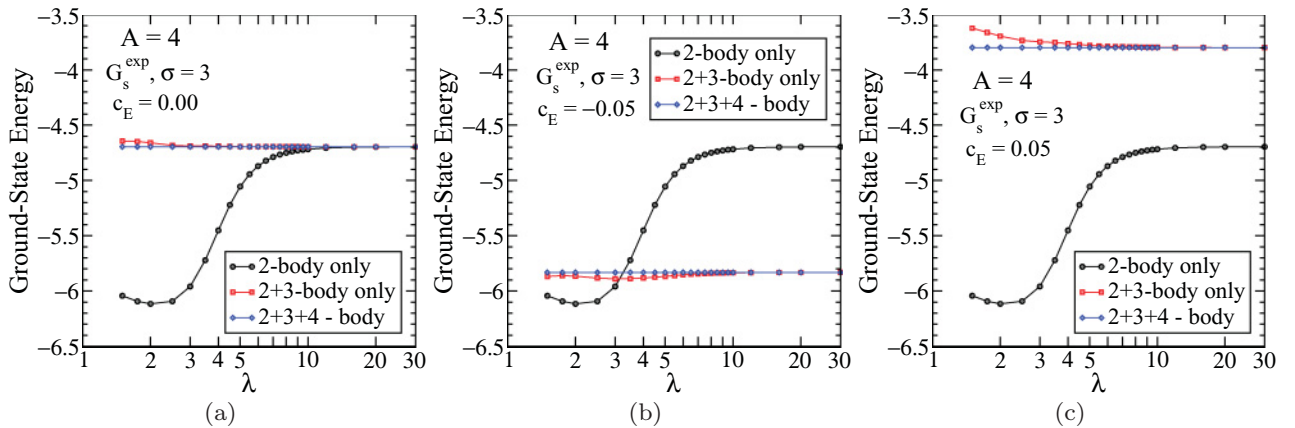 Ground-State Energy
−3.5
−4
−4.5
−5
−5.5
−6
−6.5
A = 4
G_s^exp, σ = 3
c_E = 0.00
2-body only
2+3-body only
2+3+4 - body
1 2 3 4 5 10 20 30
λ
(a)
Ground-State Energy
−3.5
−4
−4.5
−5
−5.5
−6
−6.5
A = 4
G_s^exp, σ = 3
c_E = −0.05
2-body only
2+3-body only
2+3+4 - body
1 2 3 4 5 10 20 30
λ
(b)
Ground-State Energy
−3.5
−4
−4.5
−5
−5.5
−6
−6.5
A = 4
G_s^exp, σ = 3
c_E = 0.05
2-body only
2+3-body only
2+3+4 - body
1 2 3 4 5 10 20 30
λ
(c)